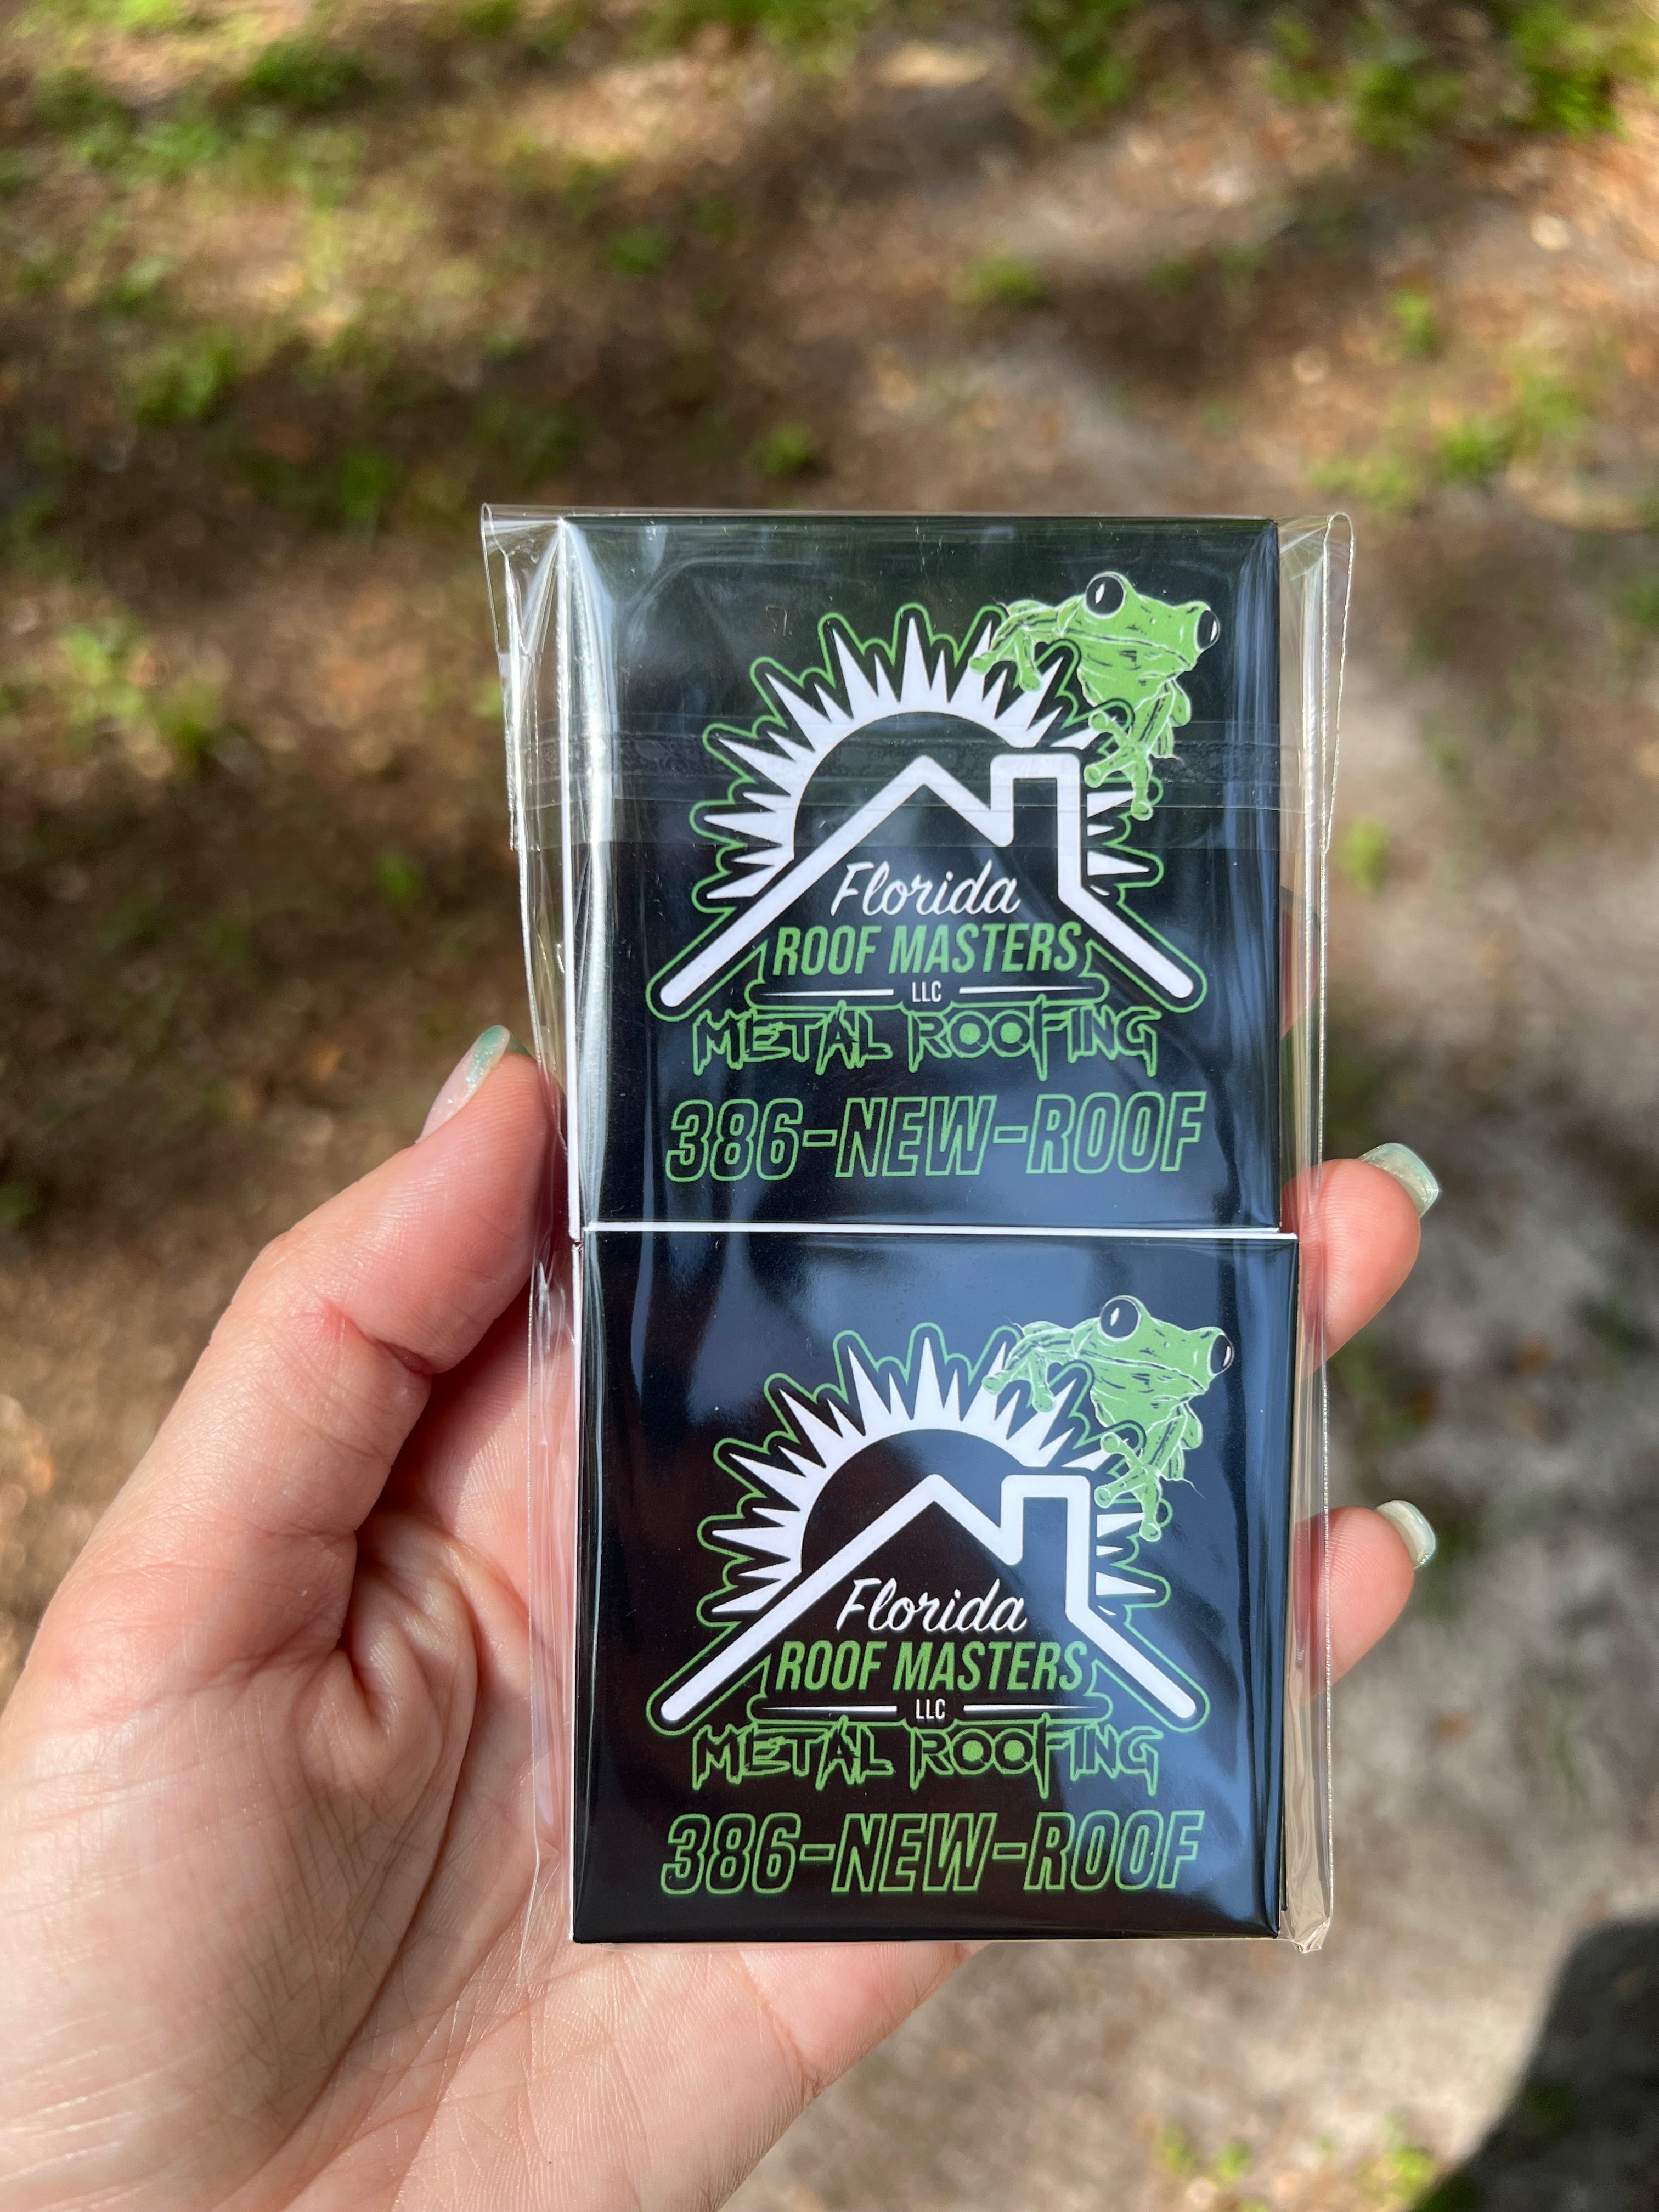 Florida
ROOF MASTERS
LLC
METAL ROOFING
386-NEW-ROOF
Florida
ROOF MASTERS
LLC
METAL ROOFING
386-NEW-ROOF